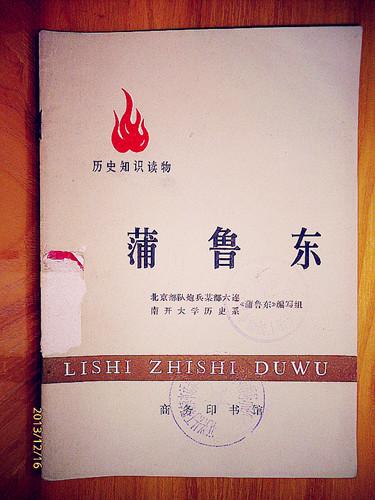 历史知识读物
蒲鲁东
北京部队炮兵某部六连
南开大学历史系
《蒲鲁东》编写组
LISHI ZHISHI DUWU
商务印书馆
2013/12/16